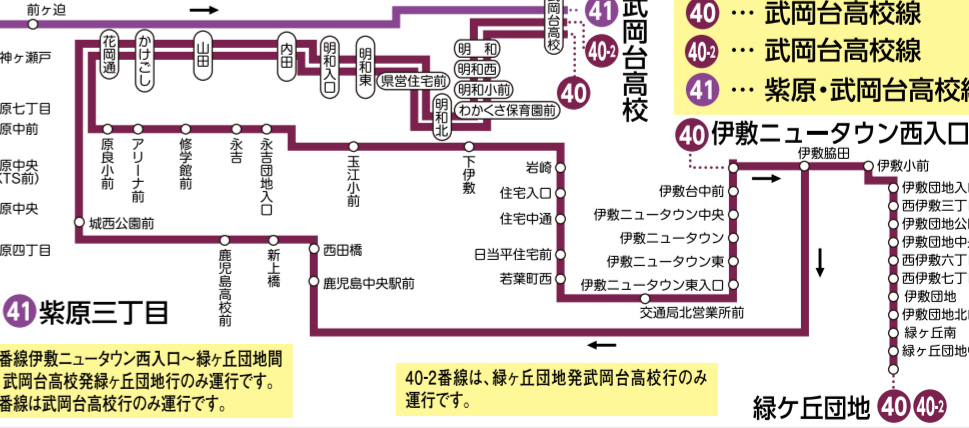 前ヶ迫
神ヶ瀬戸
原七丁目
原中前
原中央
KTS前)
原中央
原四丁目
花岡通
かけごし
山田
内田
明和入口
明和東
県営住宅前
明和北
明和
明和西
明和小前
わかくさ保育園前
武岡台高校
41
40-2
40
武岡台高校
40 … 武岡台高校線
40-2 … 武岡台高校線
41 … 紫原・武岡台高校線
原良小前
アリーナ前
修学館前
永吉
永吉団地入口
玉江小前
下伊敷
岩崎
住宅入口
住宅中通
日当平住宅前
若葉町西
交通局北営業所前
伊敷ニュータウン東入口
伊敷ニュータウン東
伊敷ニュータウン
伊敷ニュータウン中央
伊敷台中前
40 伊敷ニュータウン西入口
伊敷脇田
伊敷小前
伊敷団地入口
西伊敷三丁
伊敷団地公
伊敷団地中
西伊敷六丁
西伊敷七丁
伊敷団地
伊敷団地北
緑ヶ丘南
緑ヶ丘団地中
緑ケ丘団地 40 40-2
城西公園前
鹿児島高校前
新上橋
西田橋
鹿児島中央駅前
41 紫原三丁目
番線伊敷ニュータウン西入口〜緑ヶ丘団地間
武岡台高校発緑ヶ丘団地行のみ運行です。
番線は武岡台高校行のみ運行です。
40-2番線は、緑ヶ丘団地発武岡台高校行のみ
運行です。